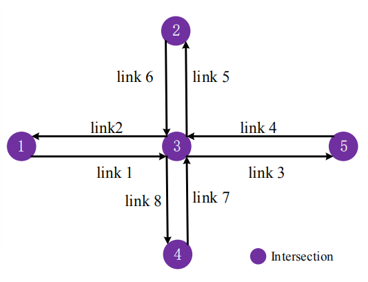 2
link 6
link 5
link2
link 4
1
3
5
link 1
link 3
link 8
link 7
4
Intersection